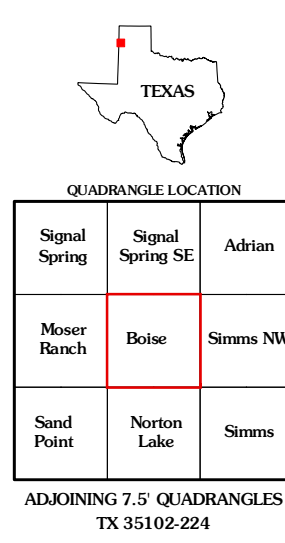 TEXAS
QUADRANGLE LOCATION
Signal Spring
Signal Spring SE
Adrian
Moser Ranch
Boise
Simms NW
Sand Point
Norton Lake
Simms
ADJOINING 7.5' QUADRANGLES
TX 35102-224